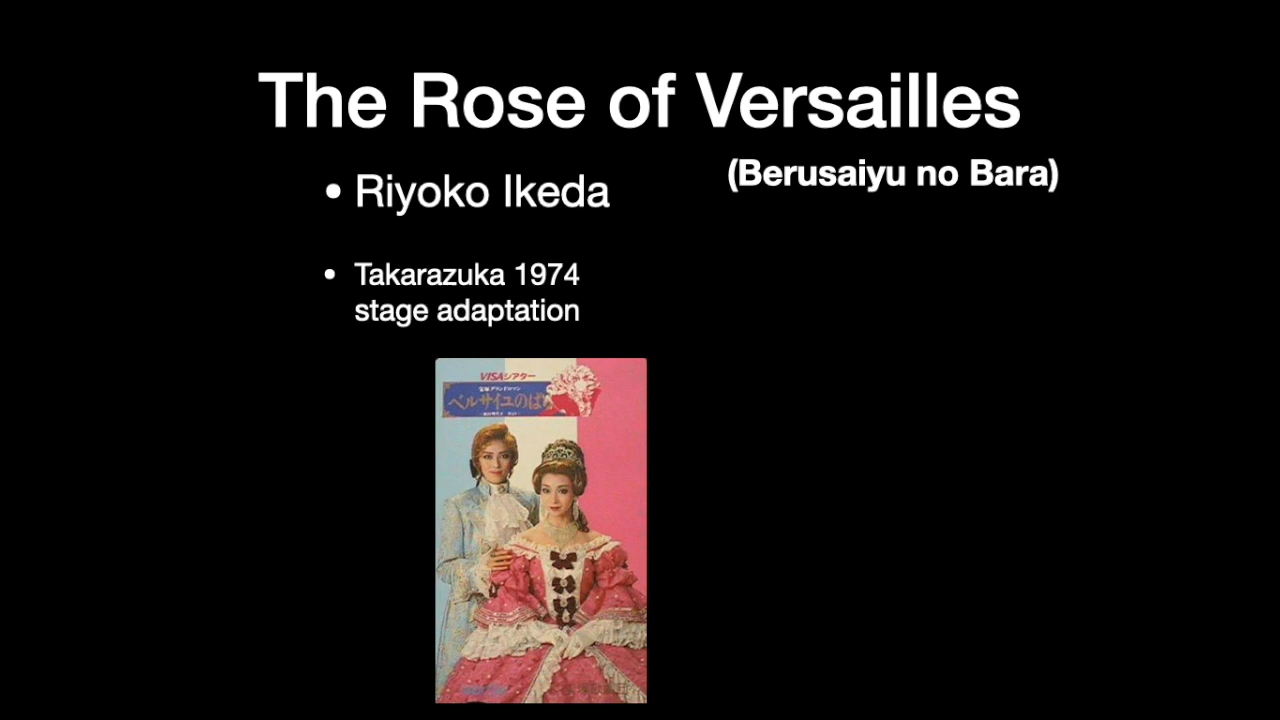 The Rose of Versailles
(Berusaiyu no Bara)
• Riyoko Ikeda
• Takarazuka 1974
stage adaptation
VISAシアター
ベルサイユのばら